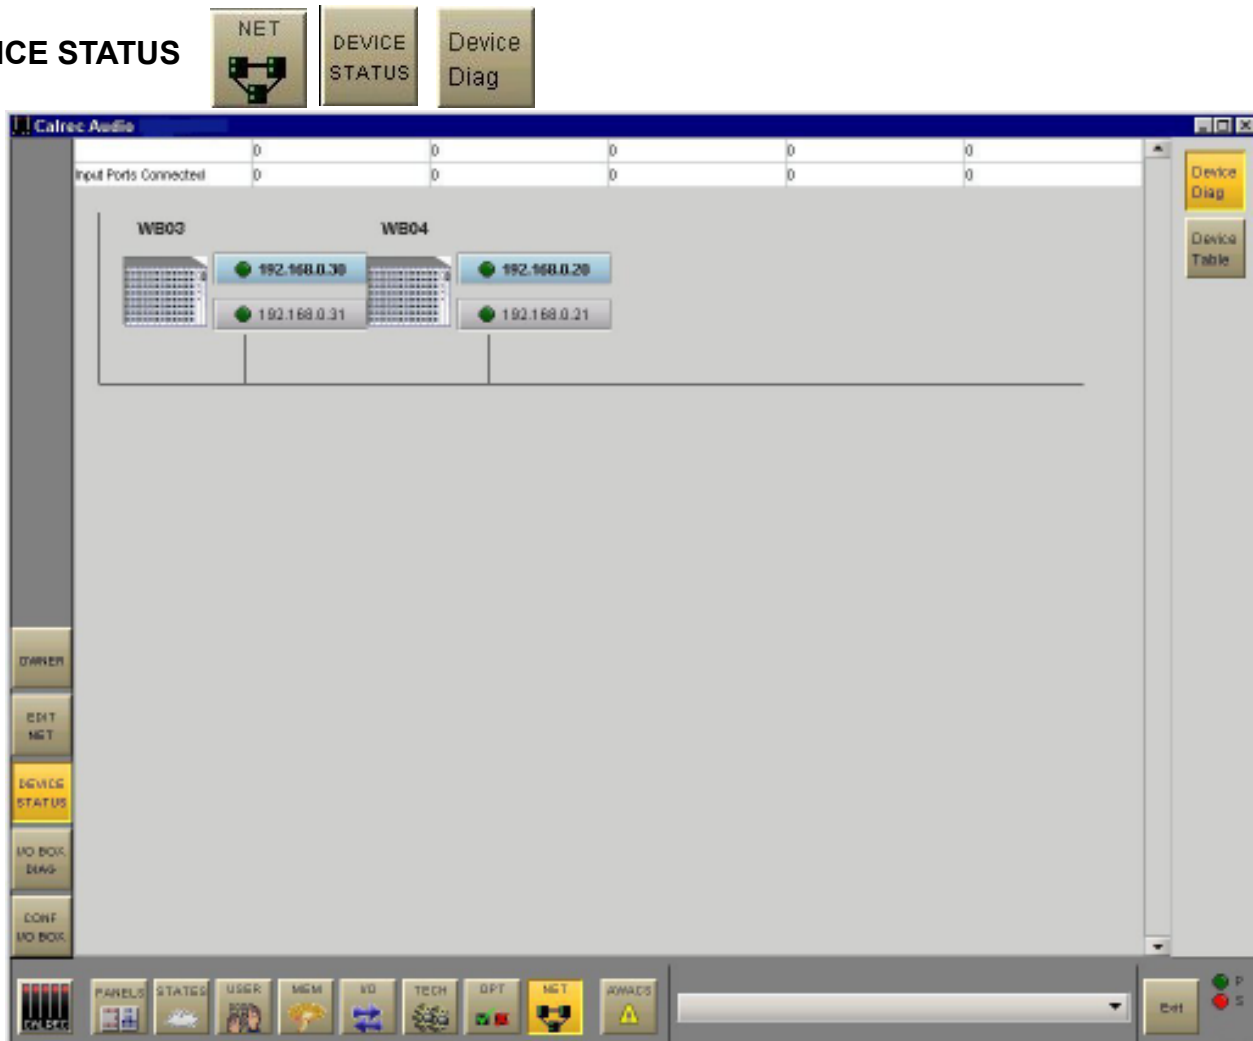 ICE STATUS
NET
DEVICE
STATUS
Device
Diag
Calrec Audio
0 0 0 0 0
Input Ports Connected 0 0 0 0 0
Device
Diag
Device
Table
WB03 WB04
192.168.0.30 192.168.0.20
192.168.0.31 192.168.0.21
OWNER
EDIT
NET
DEVICE
STATUS
I/O BOX
DIAG
CONF
I/O BOX
CALREC
PANELS
STATES
USER
MEM
I/O
TECH
OPT
NET
AWACS
Exit
P
S